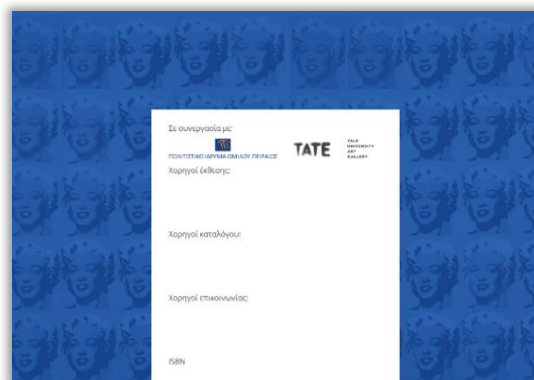 Σε συνεργασία με:
ΠΟΛΙΤΙΣΤΙΚΟ ΙΔΡΥΜΑ ΟΜΙΛΟΥ ΠΕΙΡΑΙΩΣ
TATE
YALE
UNIVERSITY
ART
GALLERY
Χορηγοί έκθεσης:
Χορηγοί καταλόγου:
Χορηγοί επικοινωνίας:
ISBN